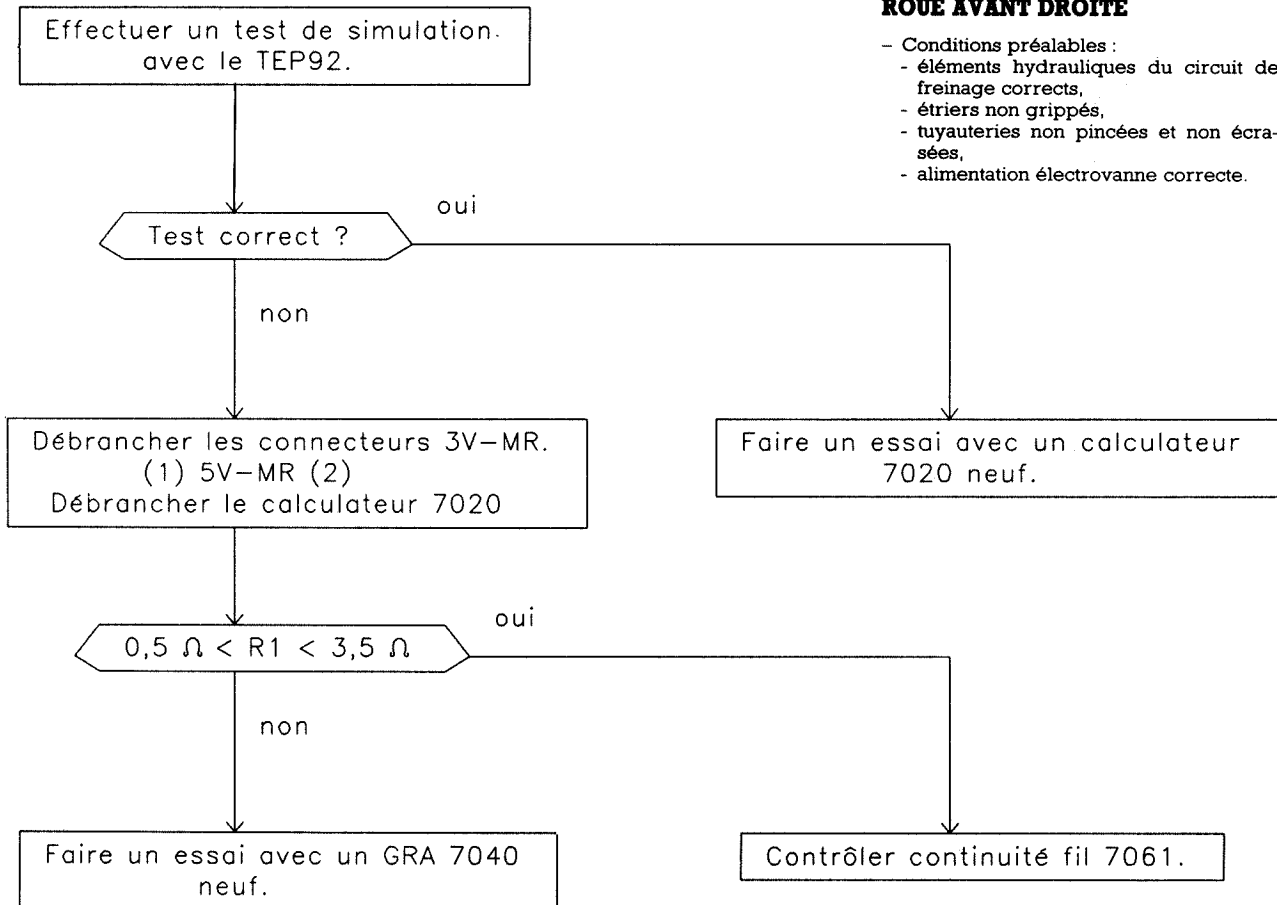 ROUE AVANT DROITE
– Conditions préalables :
- éléments hydrauliques du circuit de
freinage corrects,
- étriers non grippés,
- tuyauteries non pincées et non écra-
sées,
- alimentation électrovanne correcte.
Effectuer un test de simulation.
avec le TEP92.
Test correct ?
oui
non
Débrancher les connecteurs 3V–MR.
(1) 5V–MR (2)
Débrancher le calculateur 7020
Faire un essai avec un calculateur
7020 neuf.
0,5 Ω < R1 < 3,5 Ω
oui
non
Faire un essai avec un GRA 7040
neuf.
Contrôler continuité fil 7061.